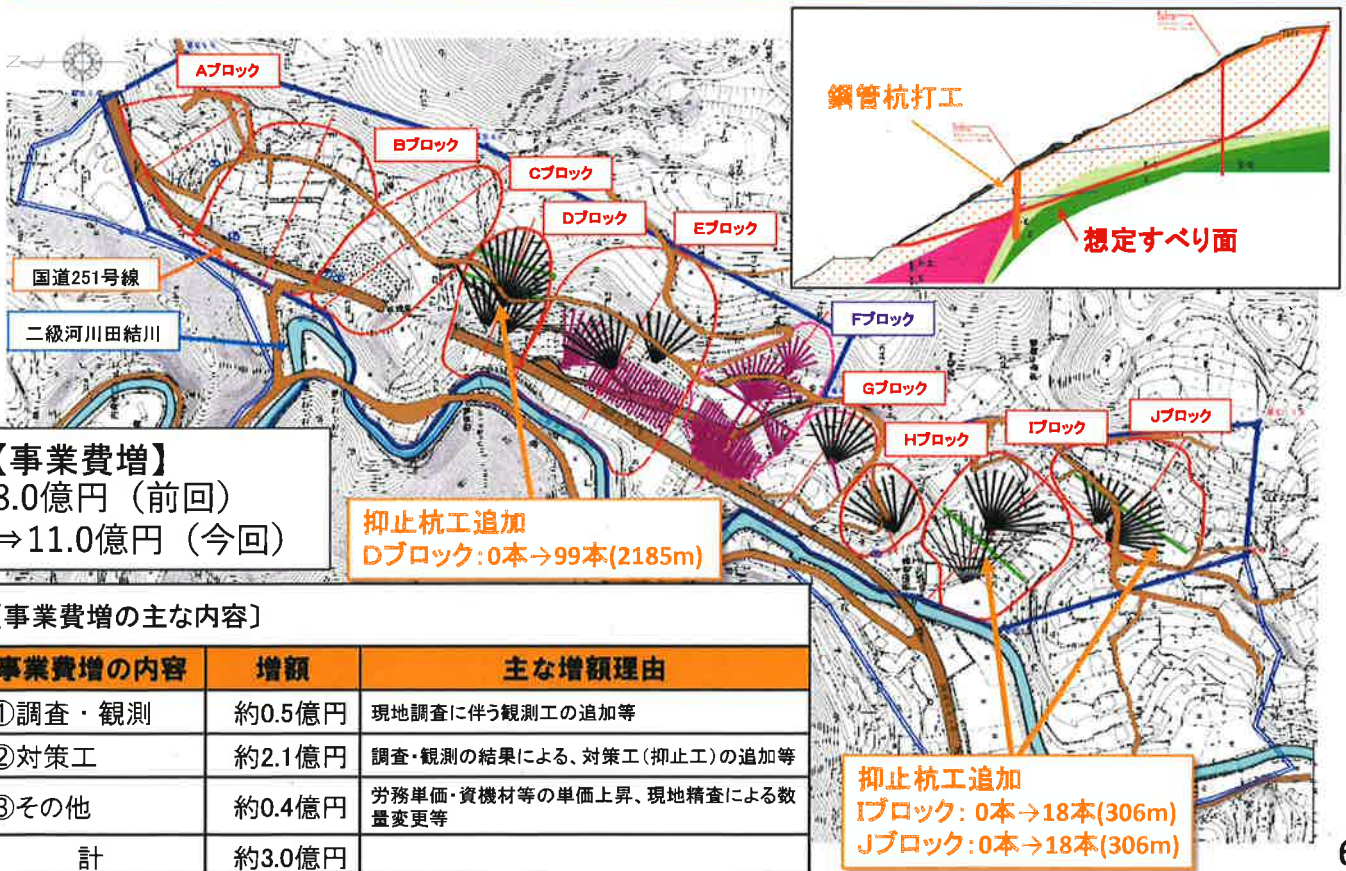 Aブロック
Bブロック
Cブロック
Dブロック
Eブロック
Fブロック
Gブロック
Hブロック
Iブロック
Jブロック
国道251号線
二級河川田結川
鋼管杭打工
想定すべり面
【事業費増】
8.0億円（前回）
⇒11.0億円（今回）
抑止杭工追加
Dブロック：0本→99本(2185m)
抑止杭工追加
Iブロック：0本→18本(306m)
Jブロック：0本→18本(306m)
事業費増の主な内容〕
事業費増の内容 増額 主な増額理由
①調査・観測 約0.5億円 現地調査に伴う観測工の追加等
②対策工 約2.1億円 調査・観測の結果による、対策工(抑止工)の追加等
③その他 約0.4億円 労務単価・資機材等の単価上昇、現地精査による数
量変更等
計 約3.0億円
6